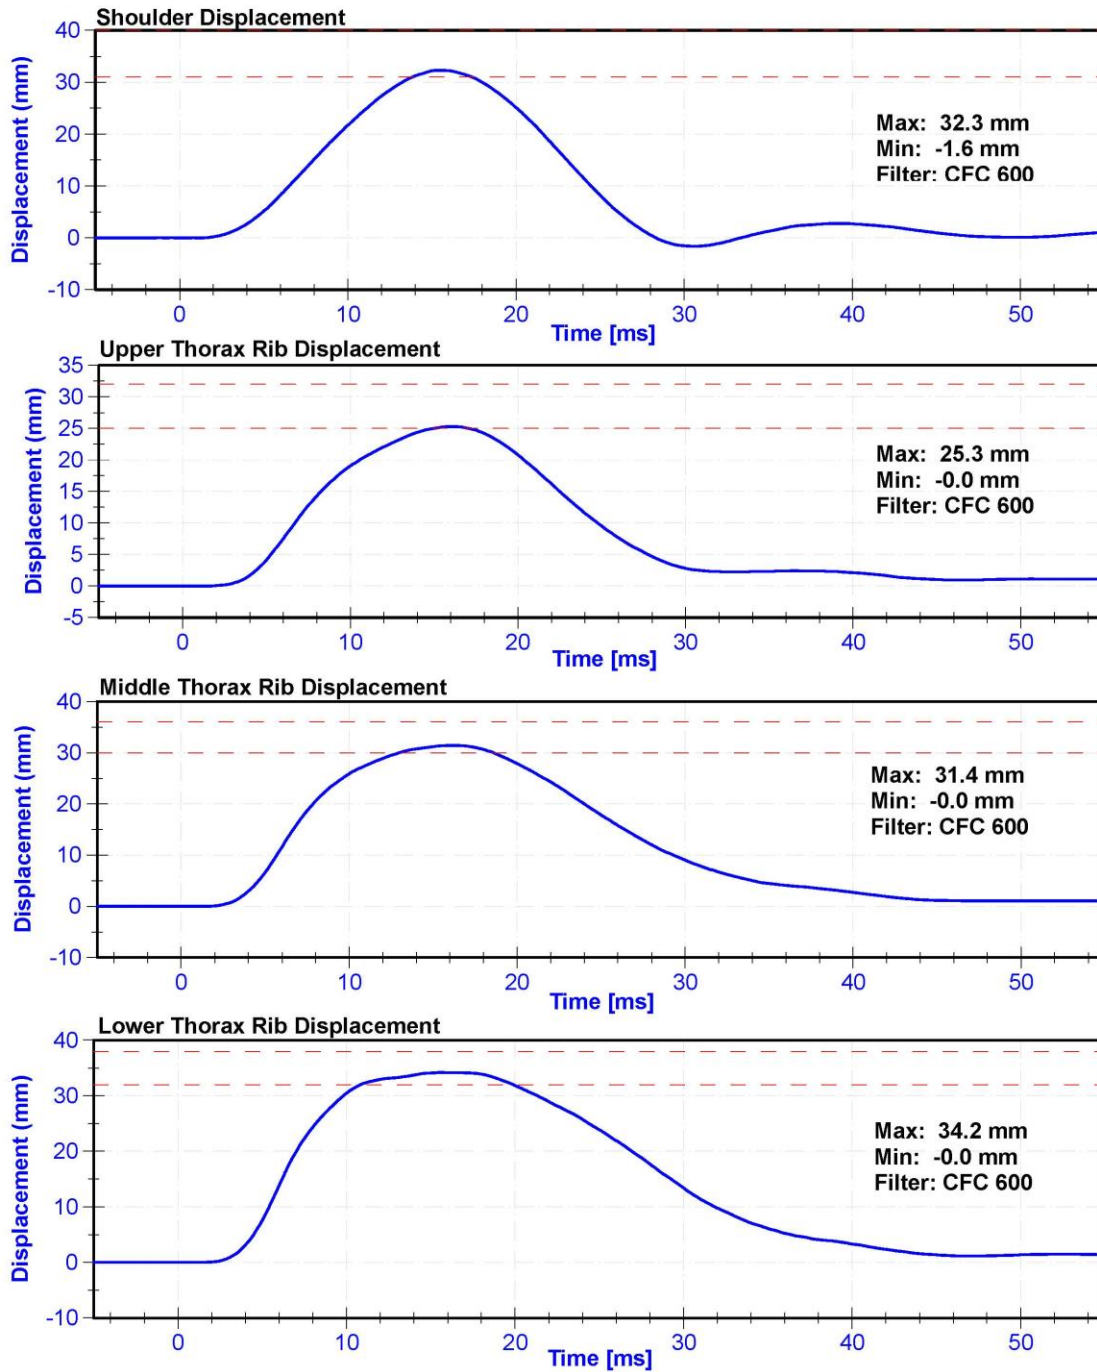 Shoulder Displacement
40
30
20
10
0
-10
Displacement (mm)
Max: 32.3 mm
Min: -1.6 mm
Filter: CFC 600
0 10 20 30 40 50
Time [ms]
Upper Thorax Rib Displacement
35
30
25
20
15
10
5
0
-5
Displacement (mm)
Max: 25.3 mm
Min: -0.0 mm
Filter: CFC 600
0 10 20 30 40 50
Time [ms]
Middle Thorax Rib Displacement
40
30
20
10
0
-10
Displacement (mm)
Max: 31.4 mm
Min: -0.0 mm
Filter: CFC 600
0 10 20 30 40 50
Time [ms]
Lower Thorax Rib Displacement
40
30
20
10
0
-10
Displacement (mm)
Max: 34.2 mm
Min: -0.0 mm
Filter: CFC 600
0 10 20 30 40 50
Time [ms]